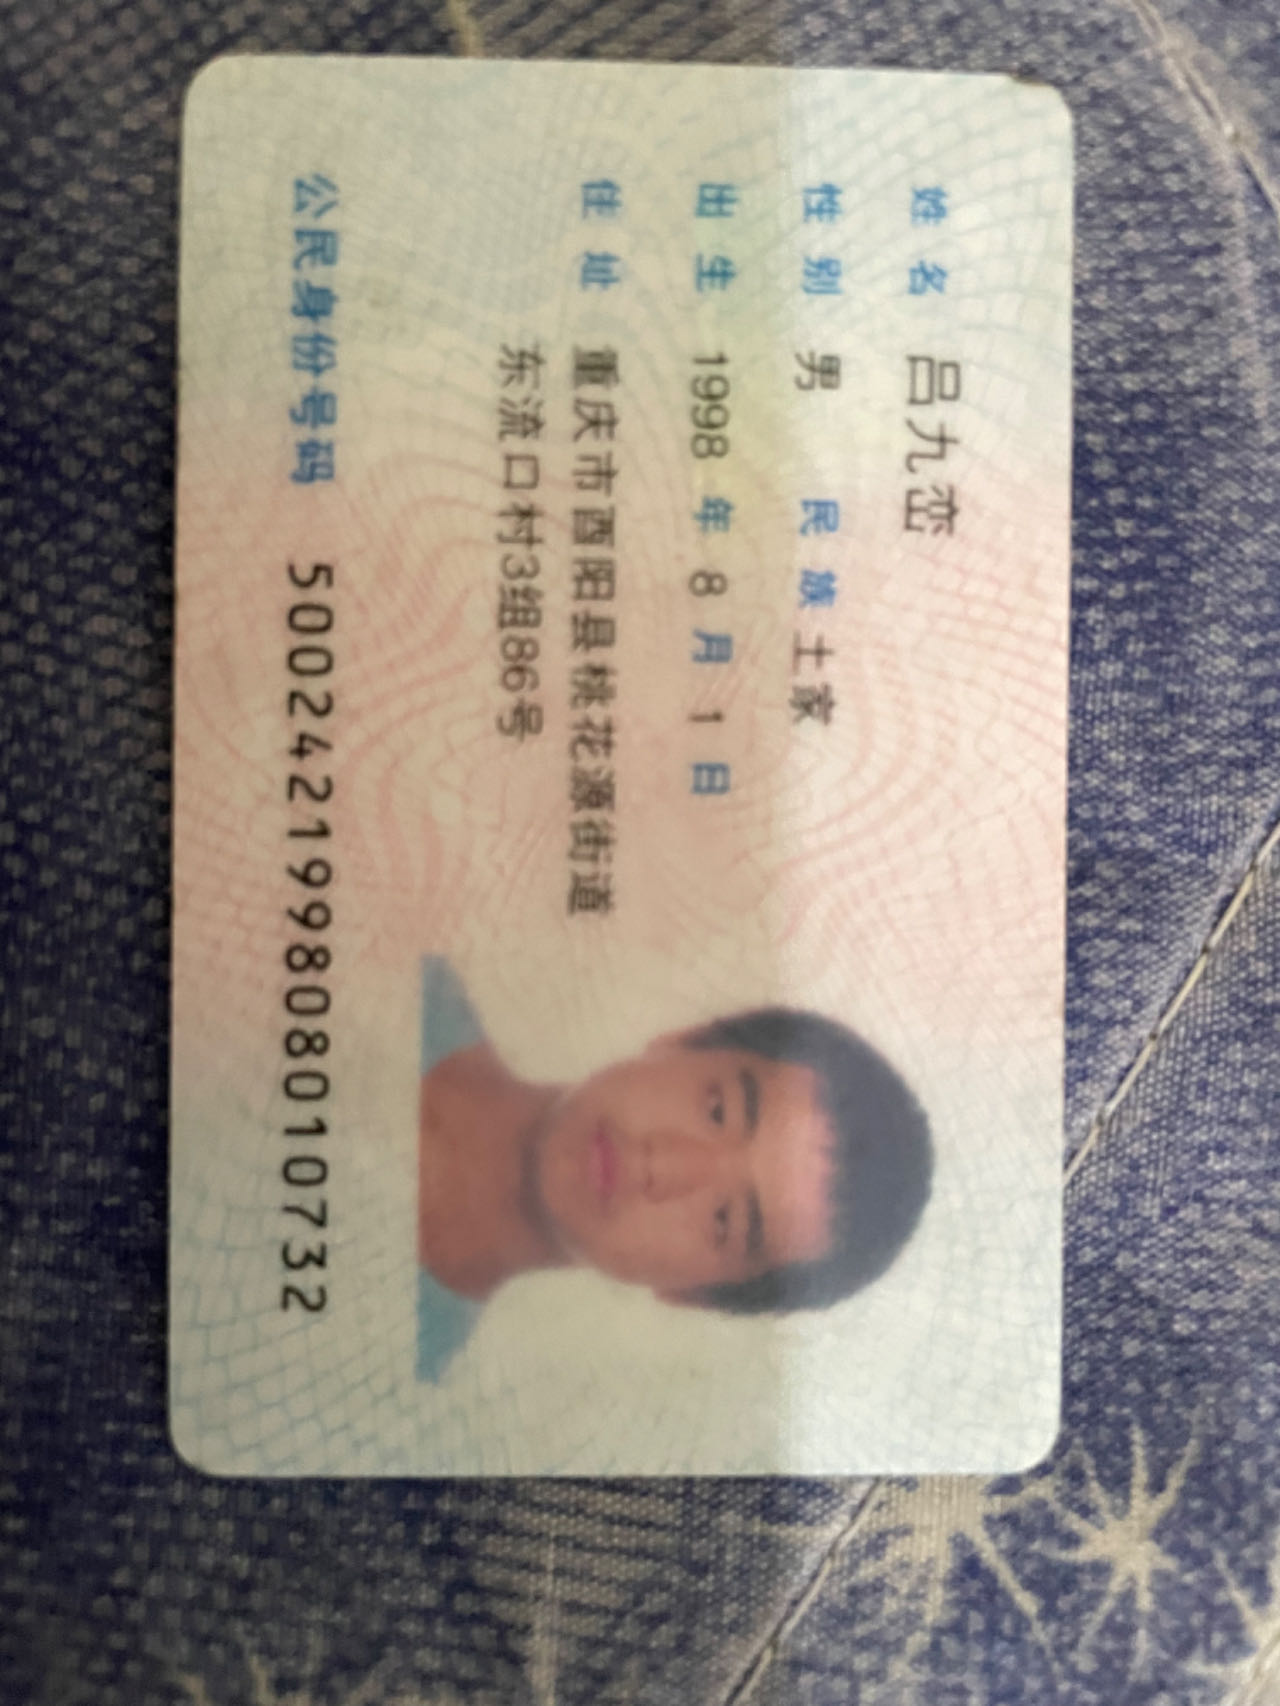 姓名 吕九峦
性别 男 民族 土家
出生 1998 年 8 月 1 日
住址 重庆市酉阳县桃花源街道
东流口村3组86号
公民身份号码 500242199808010732